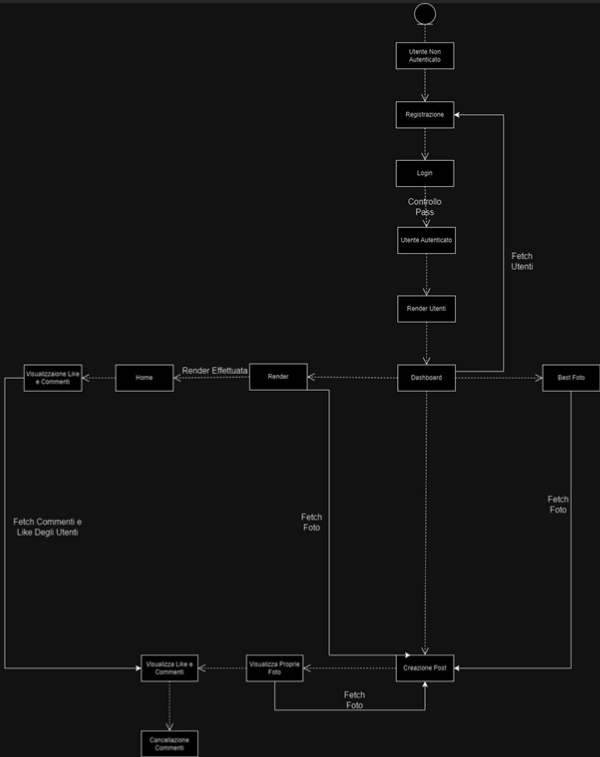 Utente Non
Autenticato
Registrazione
Login
Controllo
Pass
Utente Autenticato
Fetch
Utenti
Render Utenti
Visualizzaione Like
e Commenti
Home
Render Effettuata
Render
Dashboard
Best Foto
Fetch Commenti e
Like Degli Utenti
Fetch
Foto
Fetch
Foto
Visualizza Like e
Commenti
Visualizza Proprie
Foto
Creazione Post
Fetch
Foto
Cancellazione
Commenti